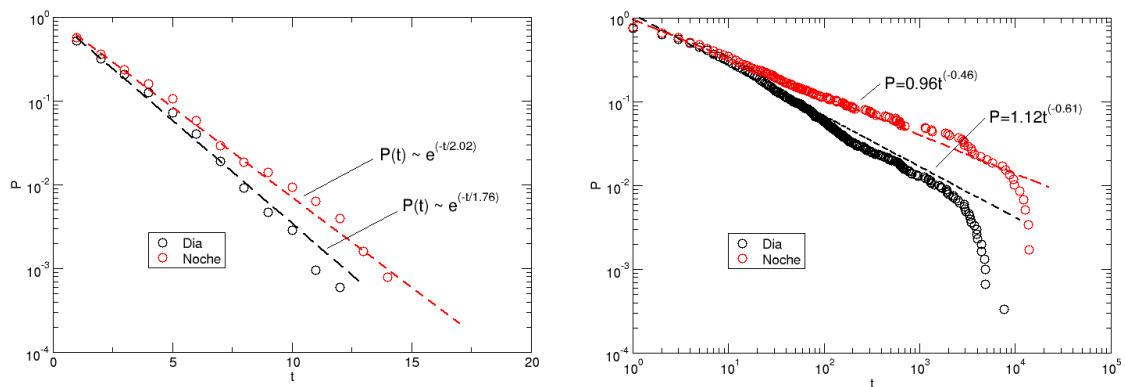 10^0
10^-1
10^-2
10^-3
10^-4
P
0 5 10 15 20
t
P(t) ~ e^(-t/2.02)
P(t) ~ e^(-t/1.76)
Dia
Noche
10^0
10^-1
10^-2
10^-3
10^-4
P
10^0 10^1 10^2 10^3 10^4 10^5
t
P=0.96t^(-0.46)
P=1.12t^(-0.61)
Dia
Noche